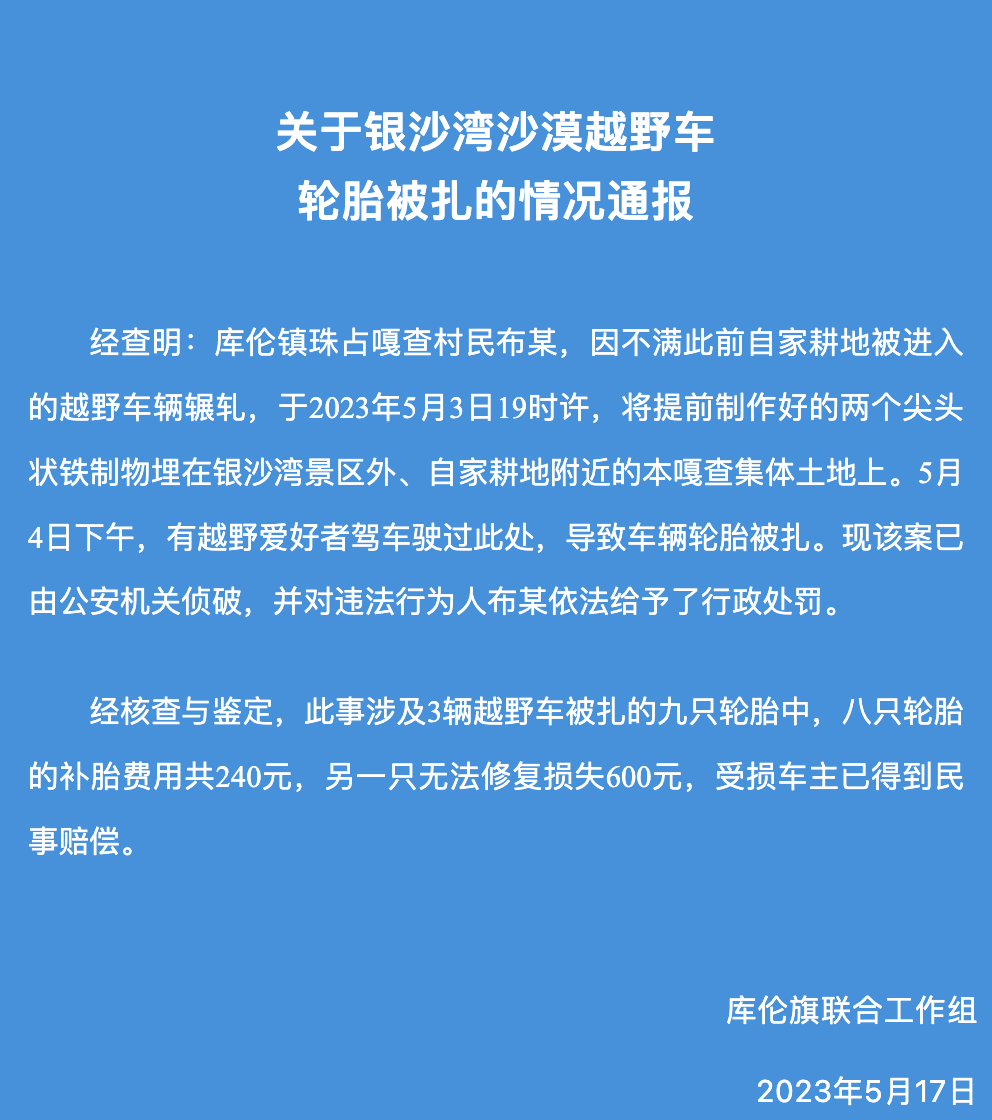 关于银沙湾沙漠越野车
轮胎被扎的情况通报
经查明：库伦镇珠占嘎查村民布某，因不满此前自家耕地被进入
的越野车辆辗轧，于2023年5月3日19时许，将提前制作好的两个尖头
状铁制物埋在银沙湾景区外、自家耕地附近的本嘎查集体土地上。5月
4日下午，有越野爱好者驾车驶过此处，导致车辆轮胎被扎。现该案已
由公安机关侦破，并对违法行为人布某依法给予了行政处罚。
经核查与鉴定，此事涉及3辆越野车被扎的九只轮胎中，八只轮胎
的补胎费用共240元，另一只无法修复损失600元，受损车主已得到民
事赔偿。
库伦旗联合工作组
2023年5月17日